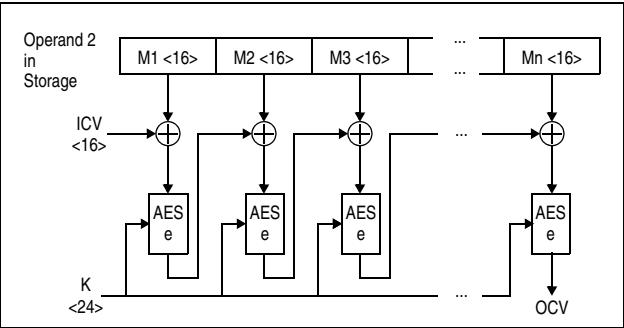 Operand 2
in
Storage
M1 <16>
M2 <16>
M3 <16>
...
...
Mn <16>
ICV
<16>
...
AES
e
AES
e
AES
e
AES
e
K
<24>
...
OCV